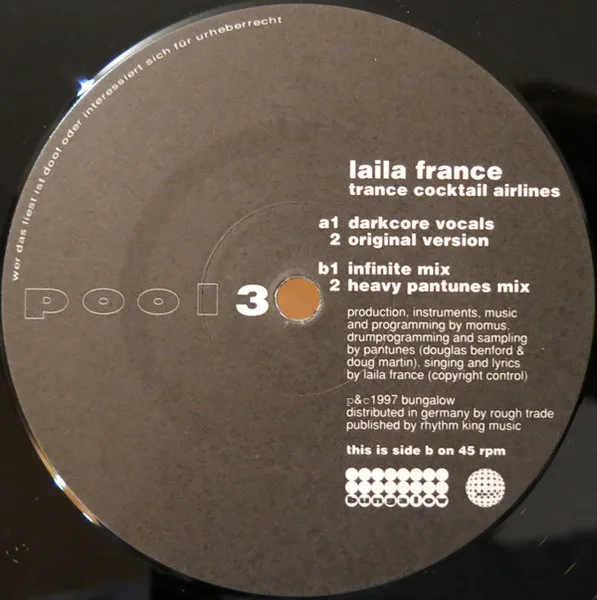 wer das liest ist doof oder interessiert sich für urheberrecht
laila france
trance cocktail airlines
a1 darkcore vocals
2 original version
b1 infinite mix
2 heavy pantunes mix
pool 3
production, instruments, music
and programming by momus.
drumprogramming and sampling
by pantunes (douglas benford &
doug martin). singing and lyrics
by laila france (copyright control)
p&c1997 bungalow
distributed in germany by rough trade
published by rhythm king music
this is side b on 45 rpm
bungalow